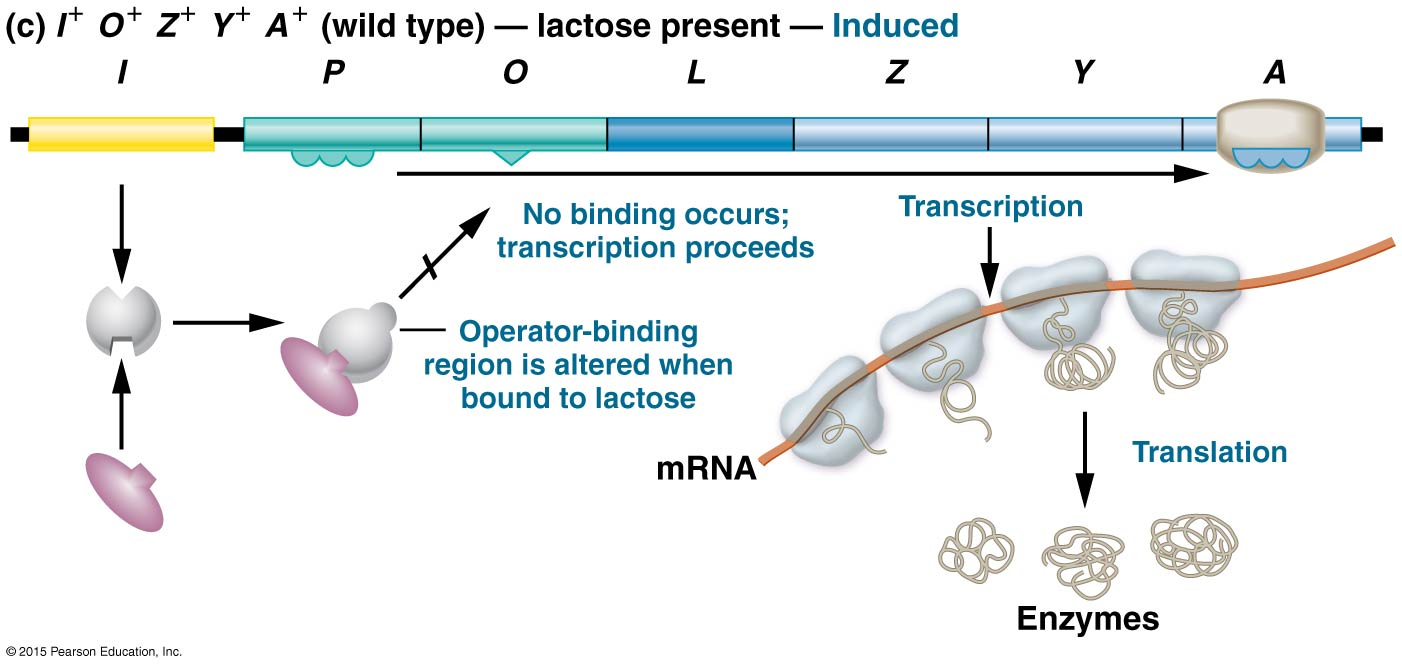 (c) I+ O+ Z+ Y+ A+ (wild type) — lactose present — Induced
I P O L Z Y A
No binding occurs;
transcription proceeds
Transcription
Operator-binding
region is altered when
bound to lactose
mRNA
Translation
Enzymes
© 2015 Pearson Education, Inc.